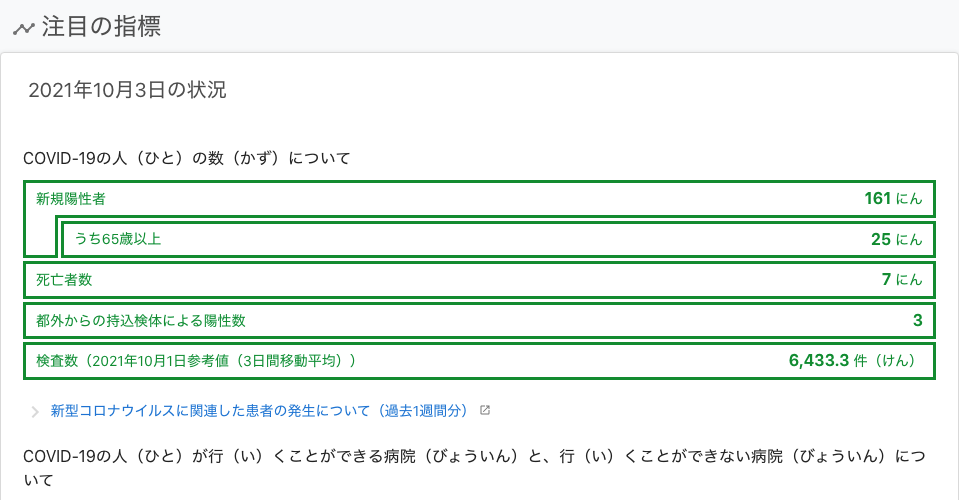 注目の指標
2021年10月3日の状況
COVID-19の人（ひと）の数（かず）について
新規陽性者 161 にん
うち65歳以上 25 にん
死亡者数 7 にん
都外からの持込検体による陽性数 3
検査数（2021年10月1日参考値（3日間移動平均）） 6,433.3 件（けん）
新型コロナウイルスに関連した患者の発生について（過去1週間分）
COVID-19の人（ひと）が行（い）くことができる病院（びょういん）と、行（い）くことができない病院（びょういん）につ
いて